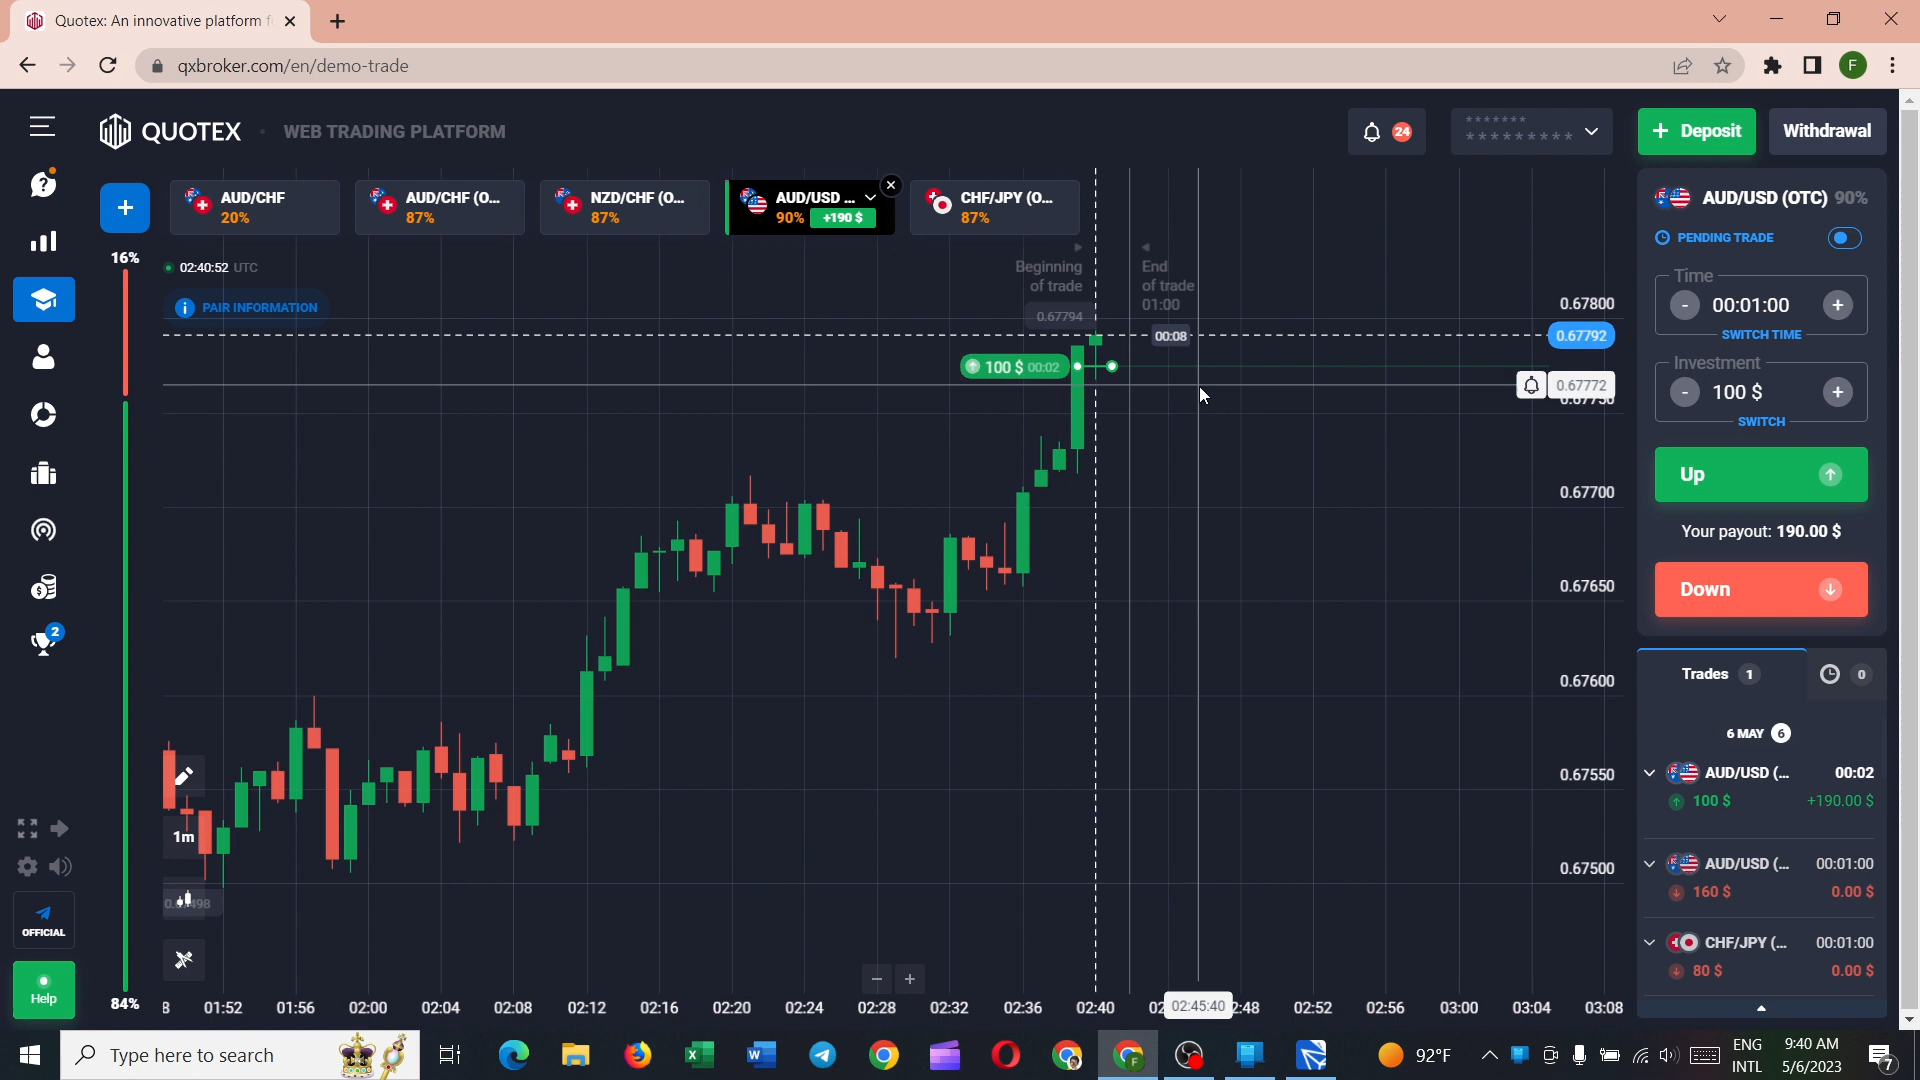 Quotex: An innovative platform f
qxbroker.com/en/demo-trade
F
QUOTEX
WEB TRADING PLATFORM
24
*******
*********
+ Deposit
Withdrawal
+
AUD/CHF
20%
AUD/CHF (O...
87%
NZD/CHF (O...
87%
AUD/USD ...
90% +190 $
CHF/JPY (O...
87%
AUD/USD (OTC) 90%
PENDING TRADE
16%
02:40:52 UTC
PAIR INFORMATION
Beginning
of trade
End
of trade
01:00
0.67794
00:08
100 $ 00:02
0.67800
0.67792
0.67772
0.67750
0.67700
0.67650
0.67600
0.67550
0.67500
Time
- 00:01:00 +
SWITCH TIME
Investment
- 100 $ +
SWITCH
Up
Your payout: 190.00 $
Down
2
Trades 1
0
6 MAY 6
AUD/USD (... 00:02
100 $ +190.00 $
AUD/USD (... 00:01:00
160 $ 0.00 $
CHF/JPY (... 00:01:00
80 $ 0.00 $
1m
OFFICIAL
Help
84%
− +
8 01:52 01:56 02:00 02:04 02:08 02:12 02:16 02:20 02:24 02:28 02:32 02:36 02:40 02:45:40 2:48 02:52 02:56 03:00 03:04 03:08
Type here to search
92°F
ENG
INTL
9:40 AM
5/6/2023
7